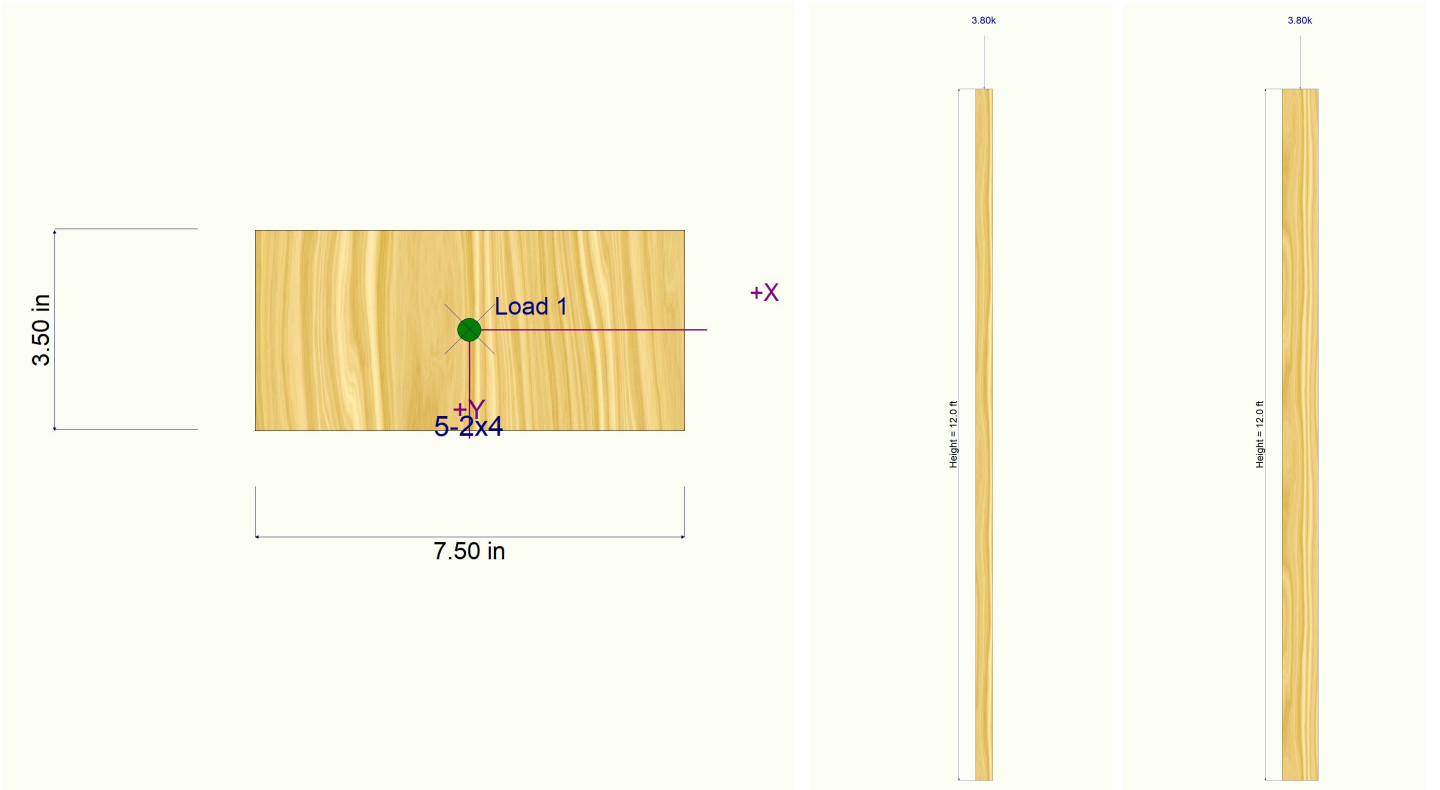 3.50 in
Load 1
+X
+Y
5-2x4
7.50 in
3.80k
Height = 12.0 ft
3.80k
Height = 12.0 ft